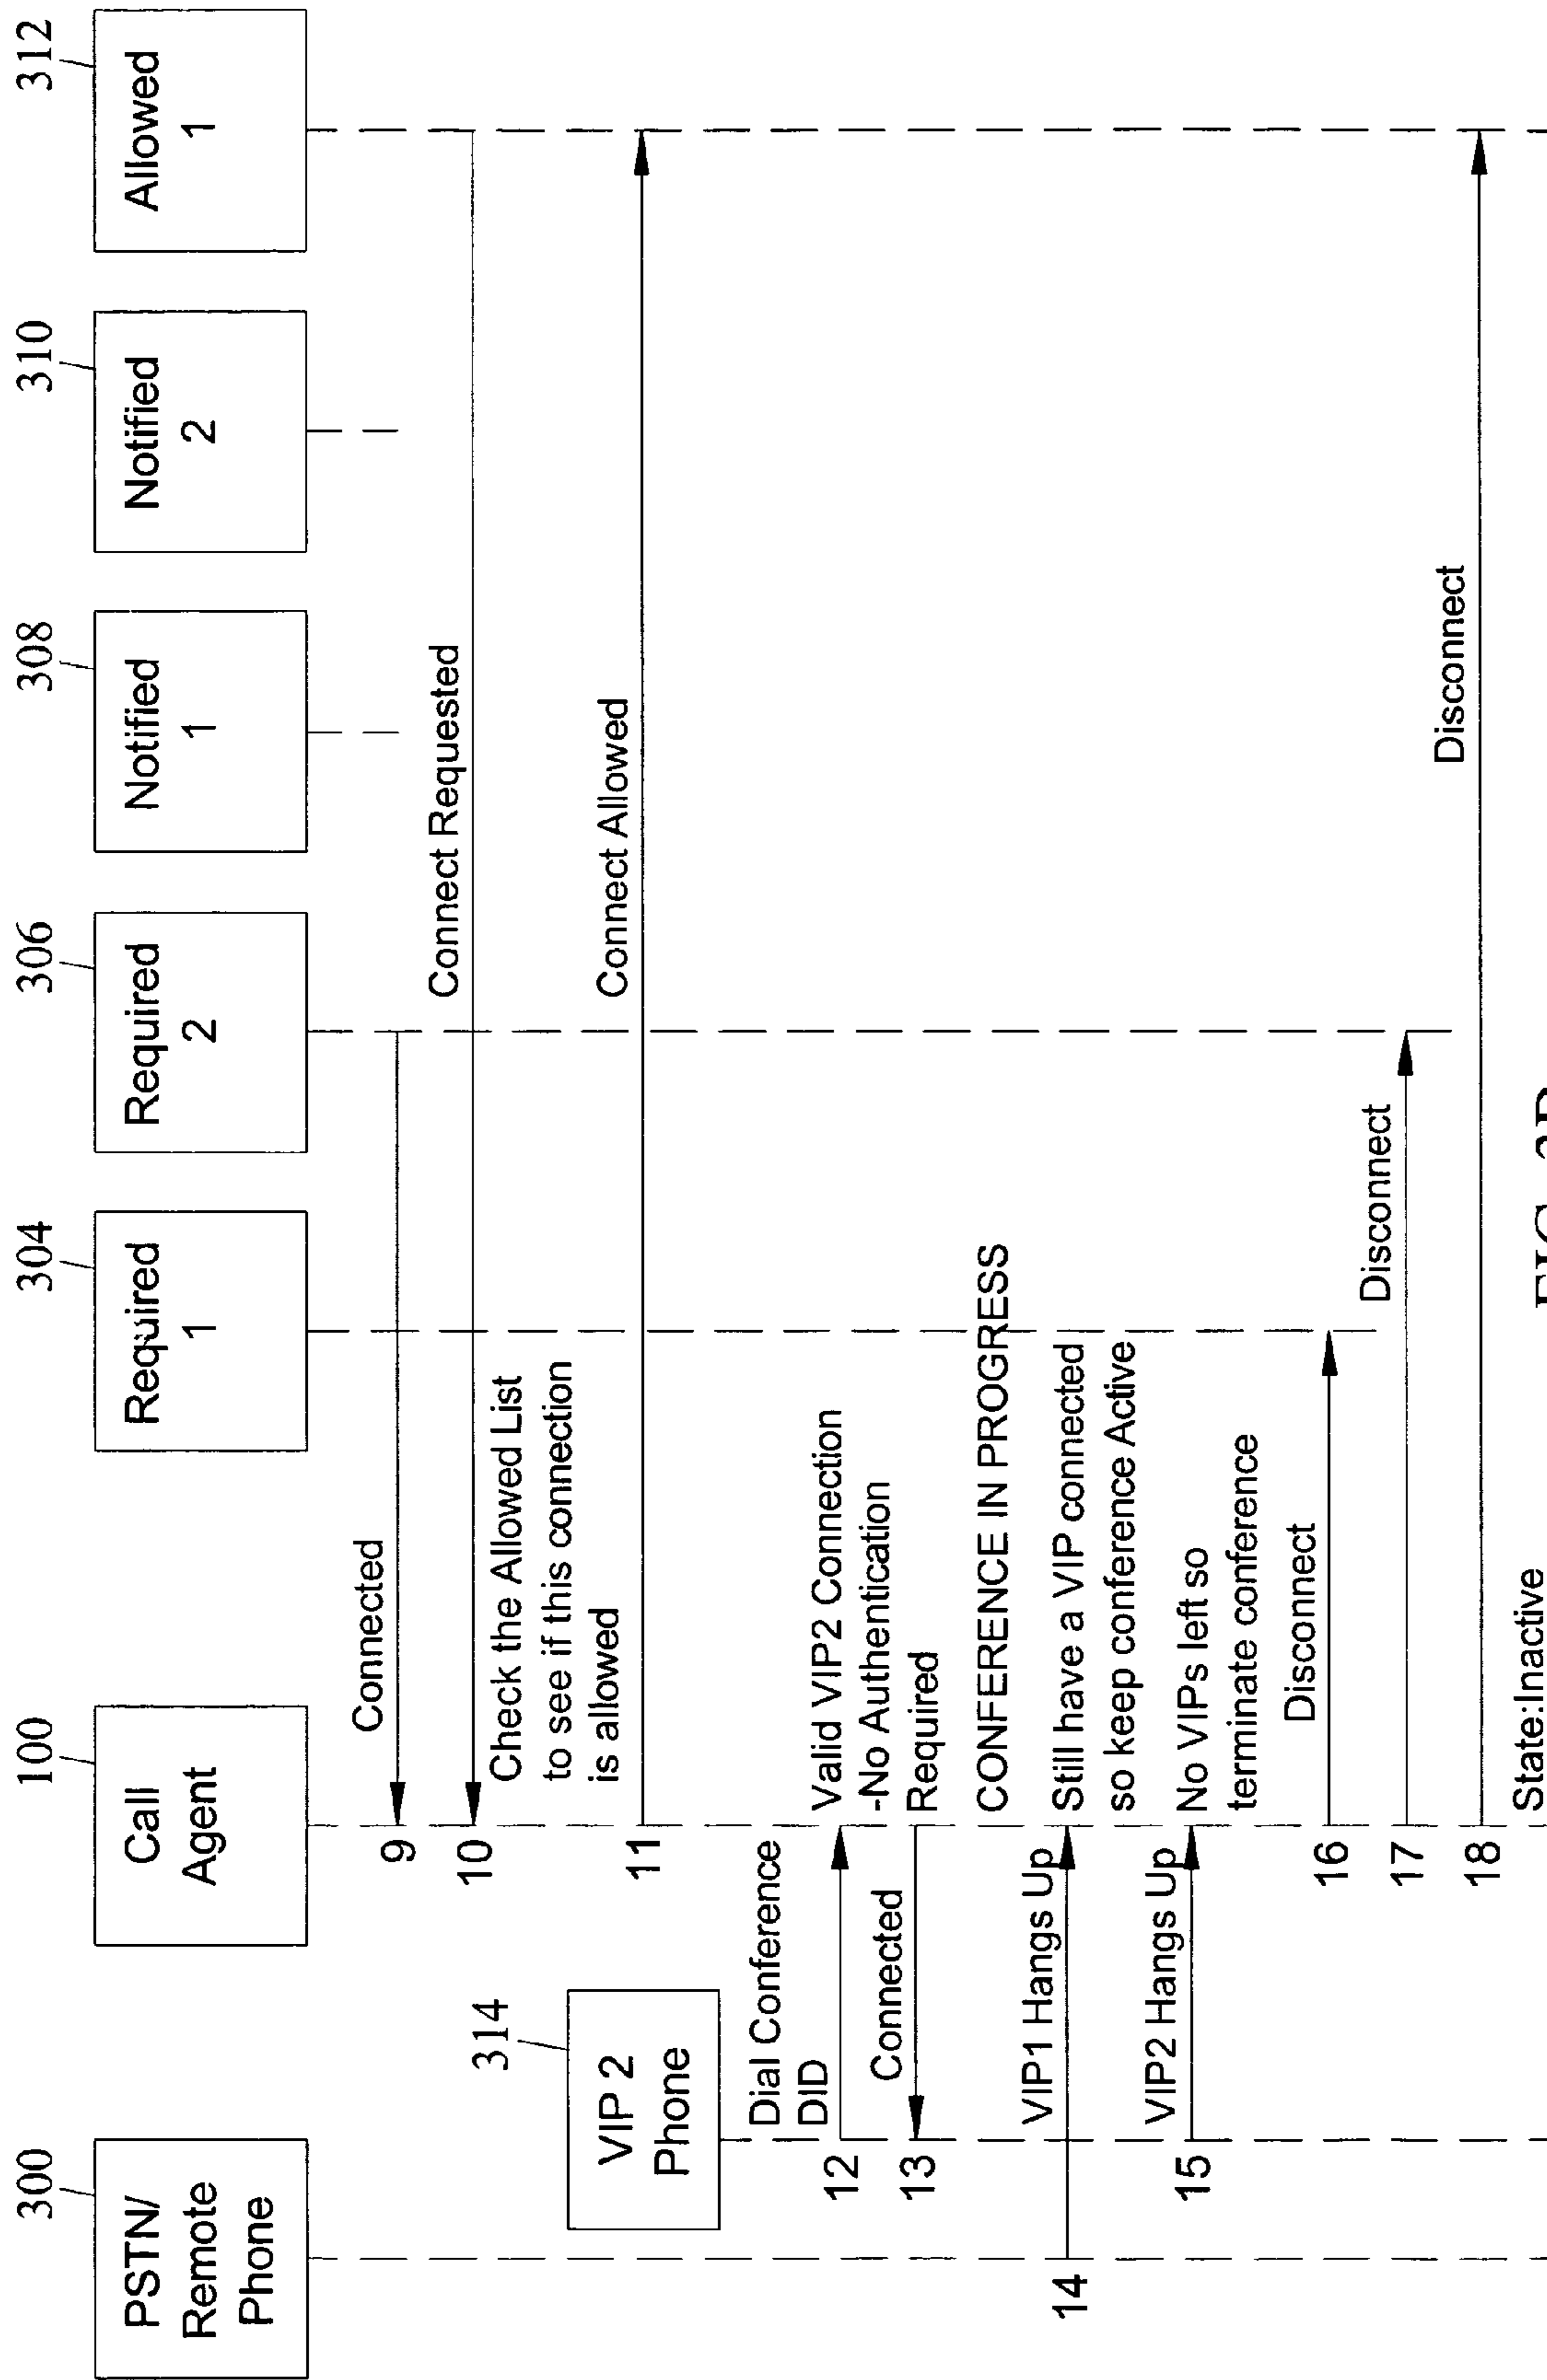 300
100
304
306
308
310
312
PSTN/
Remote
Phone
Call
Agent
Required
1
Required
2
Notified
1
Notified
2
Allowed
1
Connected
9
Connect Requested
10
Check the Allowed List
to see if this connection
is allowed
Connect Allowed
11
314
VIP 2
Phone
Dial Conference
DID
12
Valid VIP2 Connection
-No Authentication
Required
Connected
13
CONFERENCE IN PROGRESS
VIP1 Hangs Up
14
Still have a VIP connected
so keep conference Active
VIP2 Hangs Up
15
No VIPs left so
terminate conference
Disconnect
16
Disconnect
17
Disconnect
18
State:Inactive